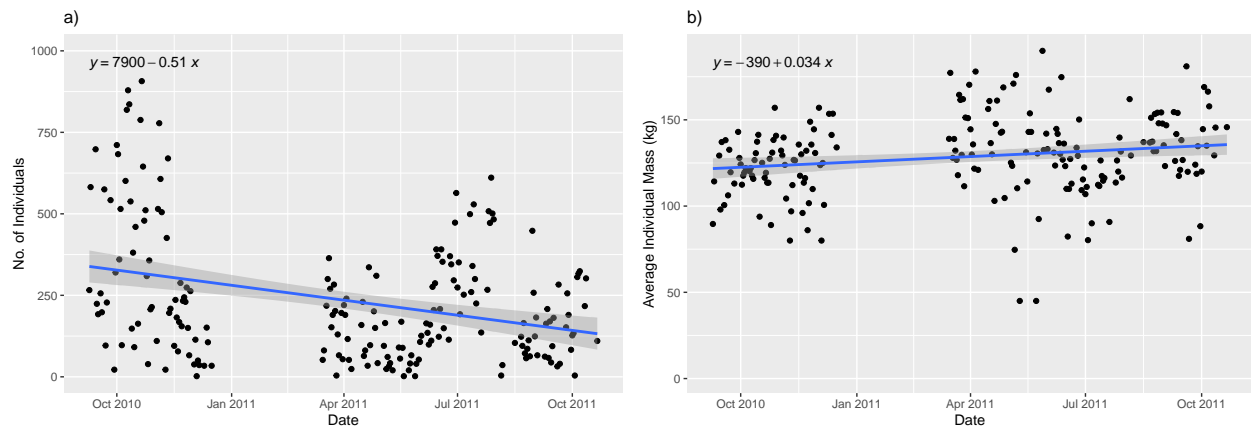 a)
y = 7900 − 0.51 x
No. of Individuals
1000
750
500
250
0
Oct 2010
Jan 2011
Apr 2011
Jul 2011
Oct 2011
Date
b)
y = −390 + 0.034 x
Average Individual Mass (kg)
150
100
50
0
Oct 2010
Jan 2011
Apr 2011
Jul 2011
Oct 2011
Date